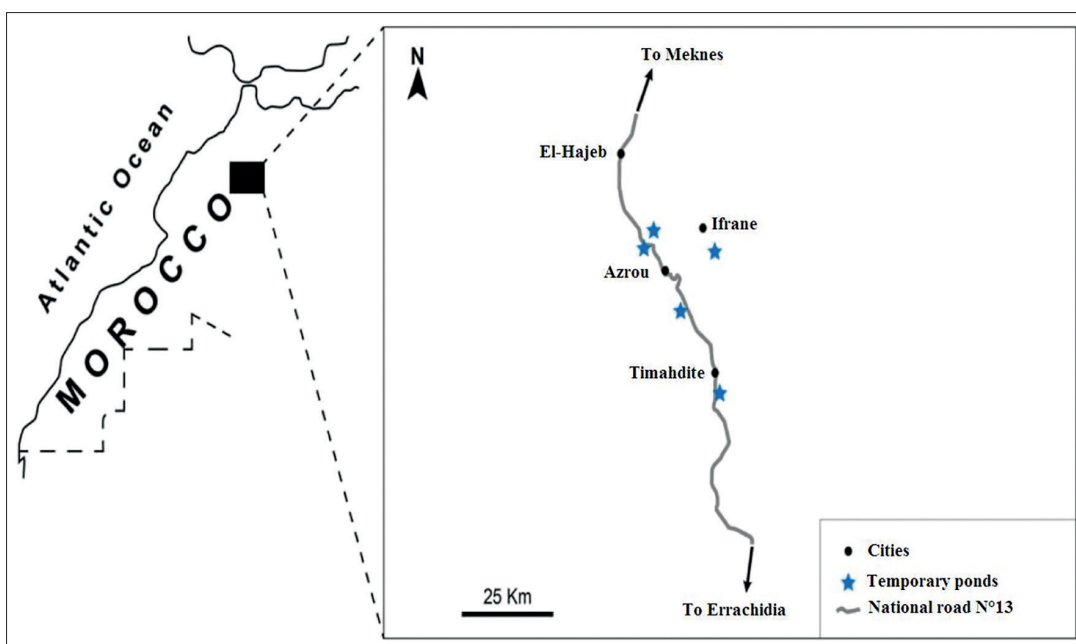 Atlantic Ocean
MOROCCO
N
To Meknes
El-Hajeb
Ifrane
Azrou
Timahdite
25 Km
To Errachidia
Cities
Temporary ponds
National road N°13